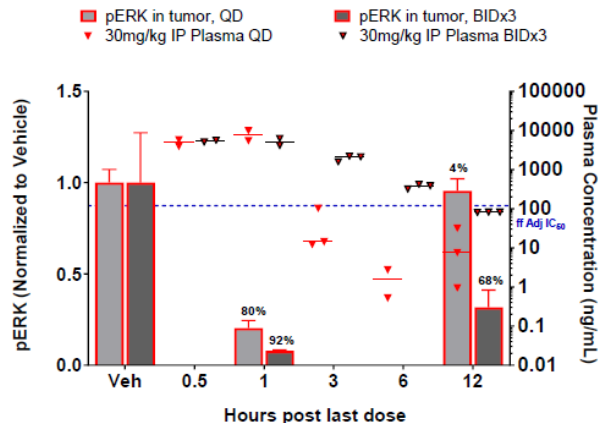 pERK in tumor, QD
pERK in tumor, BIDx3
30mg/kg IP Plasma QD
30mg/kg IP Plasma BIDx3
pERK (Normalized to Vehicle)
1.5
1.0
0.5
0.0
80%
92%
4%
68%
ff Adj IC50
100000
10000
1000
100
10
1
0.1
0.01
Plasma Concentration (ng/mL)
Veh 0.5 1 3 6 12
Hours post last dose